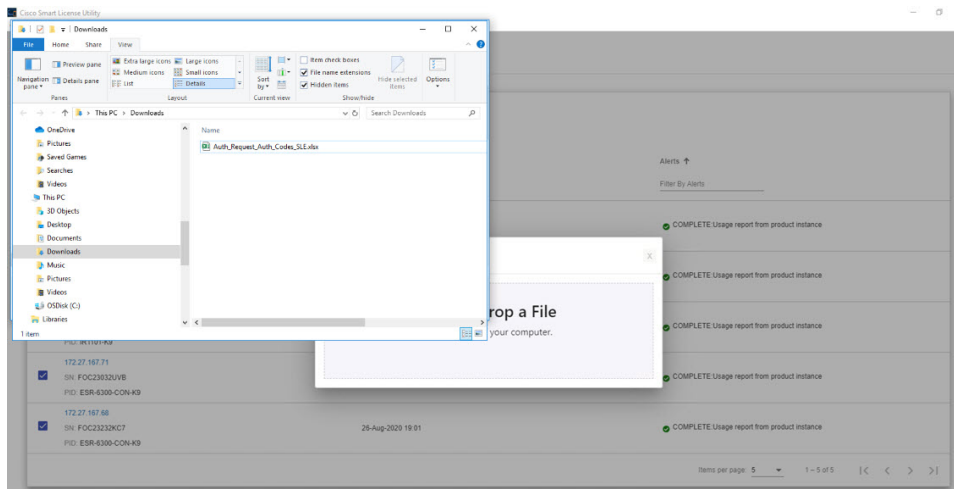 Cisco Smart License Utility
Downloads
File Home Share View
Navigation pane
Preview pane
Details pane
Panes
Extra large icons Large icons
Medium icons Small icons
List Details
Layout
Sort by
Current view
Item check boxes
File name extensions
Hidden items
Hide selected items
Show/hide
Options
This PC > Downloads
Search Downloads
OneDrive
Pictures
Saved Games
Searches
Videos
This PC
3D Objects
Desktop
Documents
Downloads
Music
Pictures
Videos
OSDisk (C:)
Libraries
1 item
Name
Auth_Request_Auth_Codes_SLE.xlsx
Alerts
Filter By Alerts
COMPLETE:Usage report from product instance
COMPLETE:Usage report from product instance
COMPLETE:Usage report from product instance
x
rop a File
your computer.
PID: IR1101-K9
172.27.167.71
SN: FOC23032UVB
PID: ESR-6300-CON-K9
COMPLETE:Usage report from product instance
172.27.167.68
SN: FOC23232KC7
PID: ESR-6300-CON-K9
28-Aug-2020 19:01
COMPLETE:Usage report from product instance
Items per page: 5 1 – 5 of 5